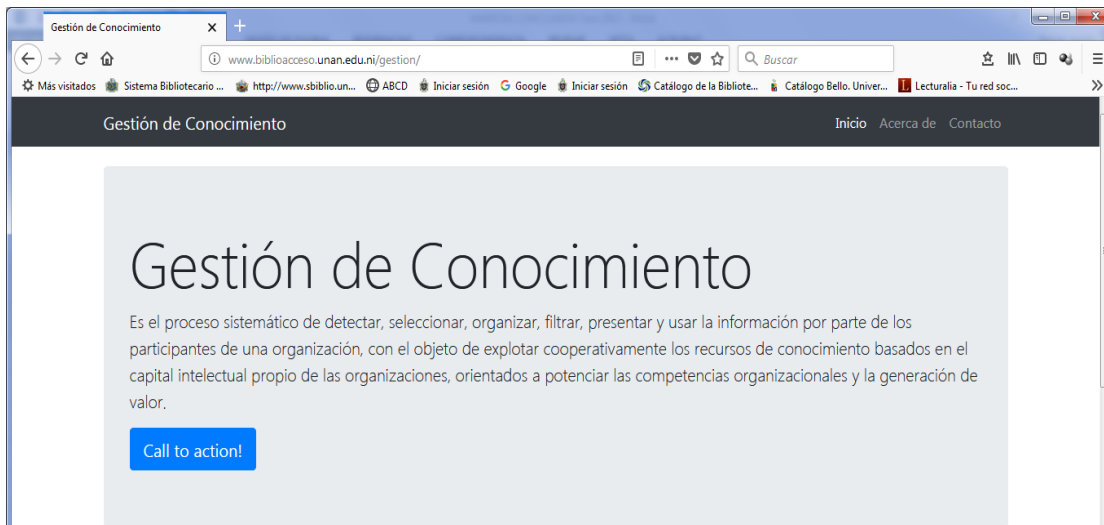 Gestión de Conocimiento
www.biblioacceso.unan.edu.ni/gestion/
Buscar
Más visitados Sistema Bibliotecario ... http://www.sbiblio.un... ABCD Iniciar sesión Google Iniciar sesión Catálogo de la Bibliote... Catálogo Bello. Univer... Lecturalia - Tu red soc...
Gestión de Conocimiento Inicio Acerca de Contacto
Gestión de Conocimiento
Es el proceso sistemático de detectar, seleccionar, organizar, filtrar, presentar y usar la información por parte de los
participantes de una organización, con el objeto de explotar cooperativamente los recursos de conocimiento basados en el
capital intelectual propio de las organizaciones, orientados a potenciar las competencias organizacionales y la generación de
valor.
Call to action!